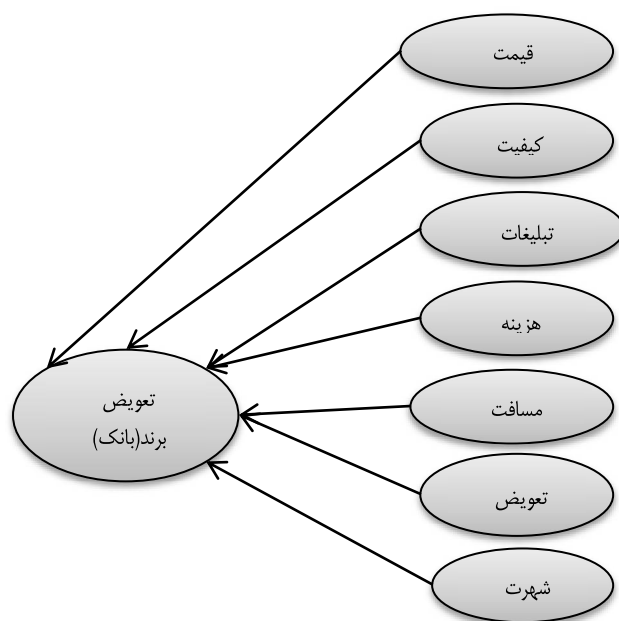 قیمت
کیفیت
تبلیغات
هزینه
مسافت
تعویض
شهرت
تعویض
برند(بانک)